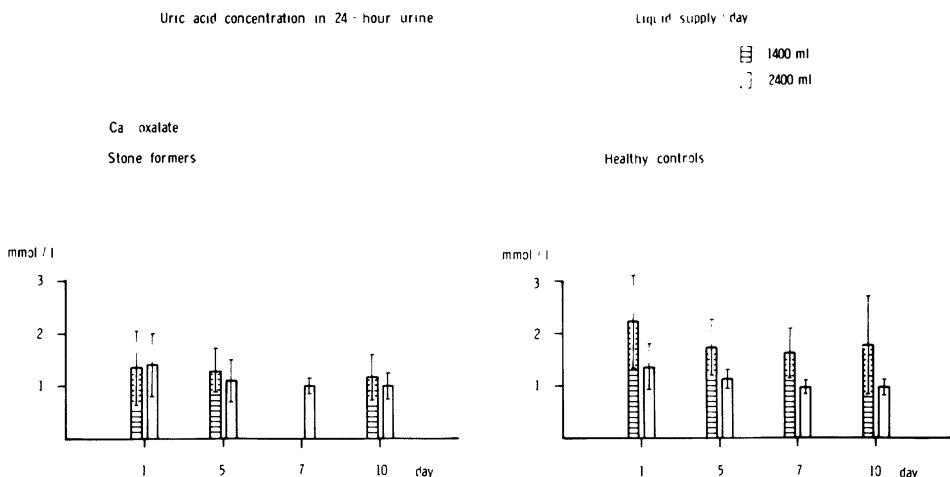 Uric acid concentration in 24-hour urine
Liquid supply/day
1400 ml
2400 ml
Ca oxalate
Stone formers
Healthy controls
mmol / l
3
2
1
1 5 7 10 day
mmol / l
3
2
1
1 5 7 10 day